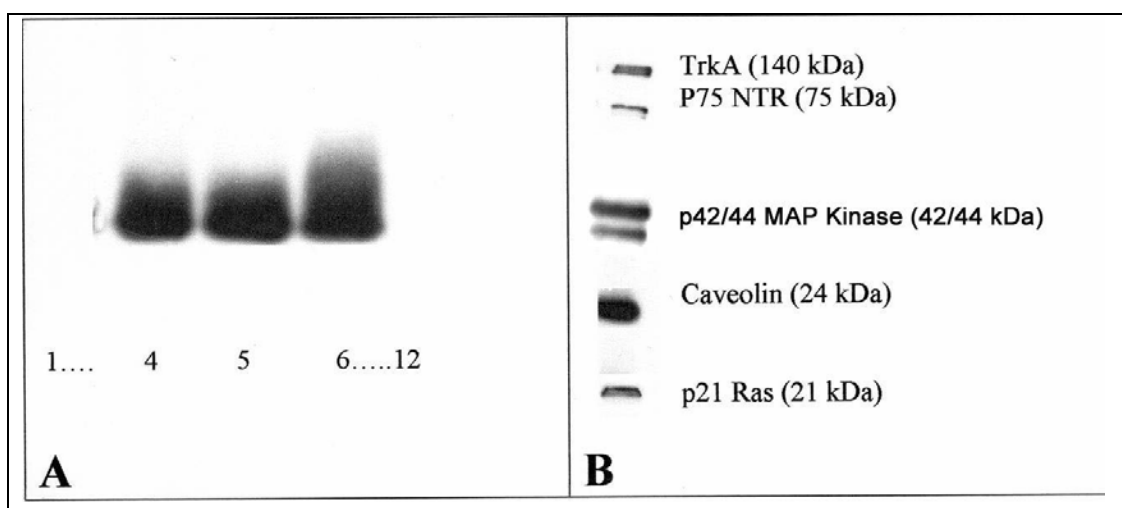 1.... 4 5 6.....12
A
TrkA (140 kDa)
P75 NTR (75 kDa)
p42/44 MAP Kinase (42/44 kDa)
Caveolin (24 kDa)
p21 Ras (21 kDa)
B